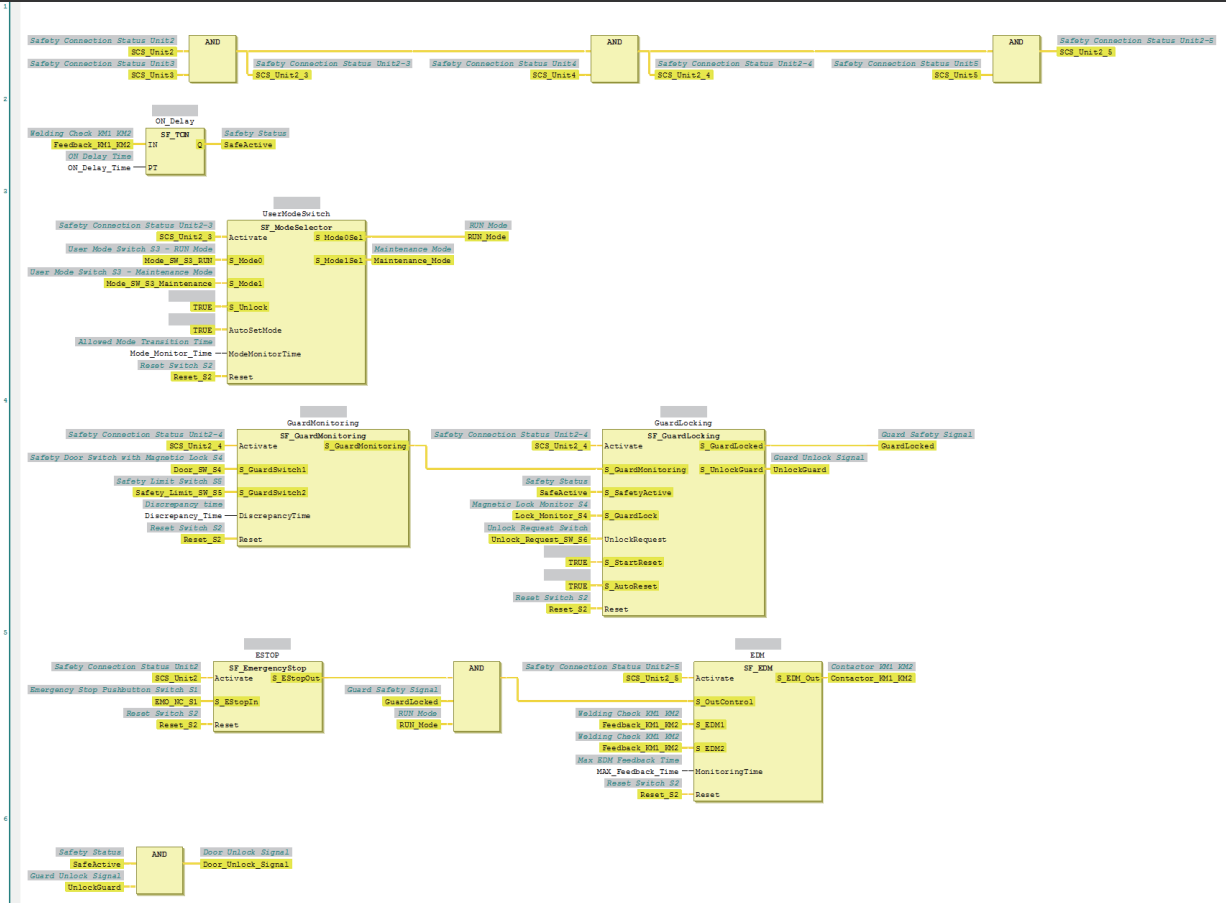 1
Safety Connection Status Unit2
SCS_Unit2
Safety Connection Status Unit3
SCS_Unit3
AND
Safety Connection Status Unit2-3
SCS_Unit2_3
Safety Connection Status Unit4
SCS_Unit4
AND
Safety Connection Status Unit2-4
SCS_Unit2_4
Safety Connection Status Unit5
SCS_Unit5
AND
Safety Connection Status Unit2-5
SCS_Unit2_5
2
ON_Delay
SF_TON
Welding Check KM1 KM2
Feedback_KM1_KM2
IN
Q
Safety Status
SafeActive
ON Delay Time
ON_Delay_Time
PT
3
UserModeSwitch
SF_ModeSelector
Safety Connection Status Unit2-3
SCS_Unit2_3
Activate
S_Mode0Sel
RUN Mode
RUN_Mode
User Mode Switch S3 - RUN Mode
Mode_SW_S3_RUN
S_Mode0
S_Mode1Sel
Maintenance Mode
Maintenance_Mode
User Mode Switch S3 - Maintenance Mode
Mode_SW_S3_Maintenance
S_Mode1
TRUE
S_Unlock
TRUE
AutoSetMode
Allowed Mode Transition Time
Mode_Monitor_Time
ModeMonitorTime
Reset Switch S2
Reset_S2
Reset
4
GuardMonitoring
SF_GuardMonitoring
Safety Connection Status Unit2-4
SCS_Unit2_4
Activate
S_GuardMonitoring
Safety Door Switch with Magnetic Lock S4
Door_SW_S4
S_GuardSwitch1
Safety Limit Switch S5
Safety_Limit_SW_S5
S_GuardSwitch2
Discrepancy time
Discrepancy_Time
DiscrepancyTime
Reset Switch S2
Reset_S2
Reset
GuardLocking
SF_GuardLocking
Safety Connection Status Unit2-4
SCS_Unit2_4
Activate
S_GuardLocked
Guard Safety Signal
GuardLocked
S_GuardMonitoring
S_UnlockGuard
Guard Unlock Signal
UnlockGuard
Safety Status
SafeActive
S_SafetyActive
Magnetic Lock Monitor S4
Lock_Monitor_S4
S_GuardLock
Unlock Request Switch
Unlock_Request_SW_S6
UnlockRequest
TRUE
S_StartReset
TRUE
S_AutoReset
Reset Switch S2
Reset_S2
Reset
5
ESTOP
SF_EmergencyStop
Safety Connection Status Unit2
SCS_Unit2
Activate
S_EStopOut
Emergency Stop Pushbutton Switch S1
EMO_NC_S1
S_EStopIn
Reset Switch S2
Reset_S2
Reset
AND
Guard Safety Signal
GuardLocked
RUN Mode
RUN_Mode
EDM
SF_EDM
Safety Connection Status Unit2-5
SCS_Unit2_5
Activate
S_EDM_Out
Contactor KM1 KM2
Contactor_KM1_KM2
S_OutControl
Welding Check KM1 KM2
Feedback_KM1_KM2
S_EDM1
Welding Check KM1 KM2
Feedback_KM1_KM2
S_EDM2
Max EDM Feedback Time
MAX_Feedback_Time
MonitoringTime
Reset Switch S2
Reset_S2
Reset
6
Safety Status
SafeActive
Guard Unlock Signal
UnlockGuard
AND
Door Unlock Signal
Door_Unlock_Signal